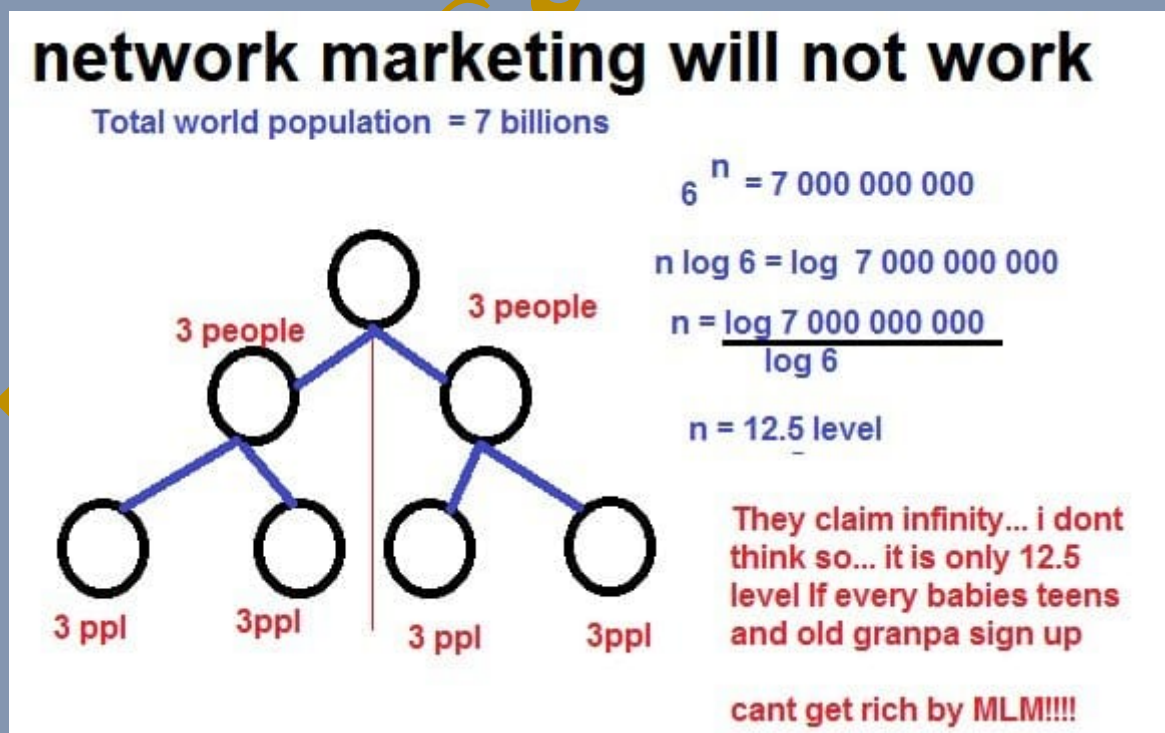 network marketing will not work
Total world population = 7 billions
6 n = 7 000 000 000
n log 6 = log 7 000 000 000
n = log 7 000 000 000
log 6
n = 12.5 level
3 people
3 people
3 ppl
3ppl
3 ppl
3ppl
They claim infinity... i dont
think so... it is only 12.5
level If every babies teens
and old granpa sign up
cant get rich by MLM!!!!